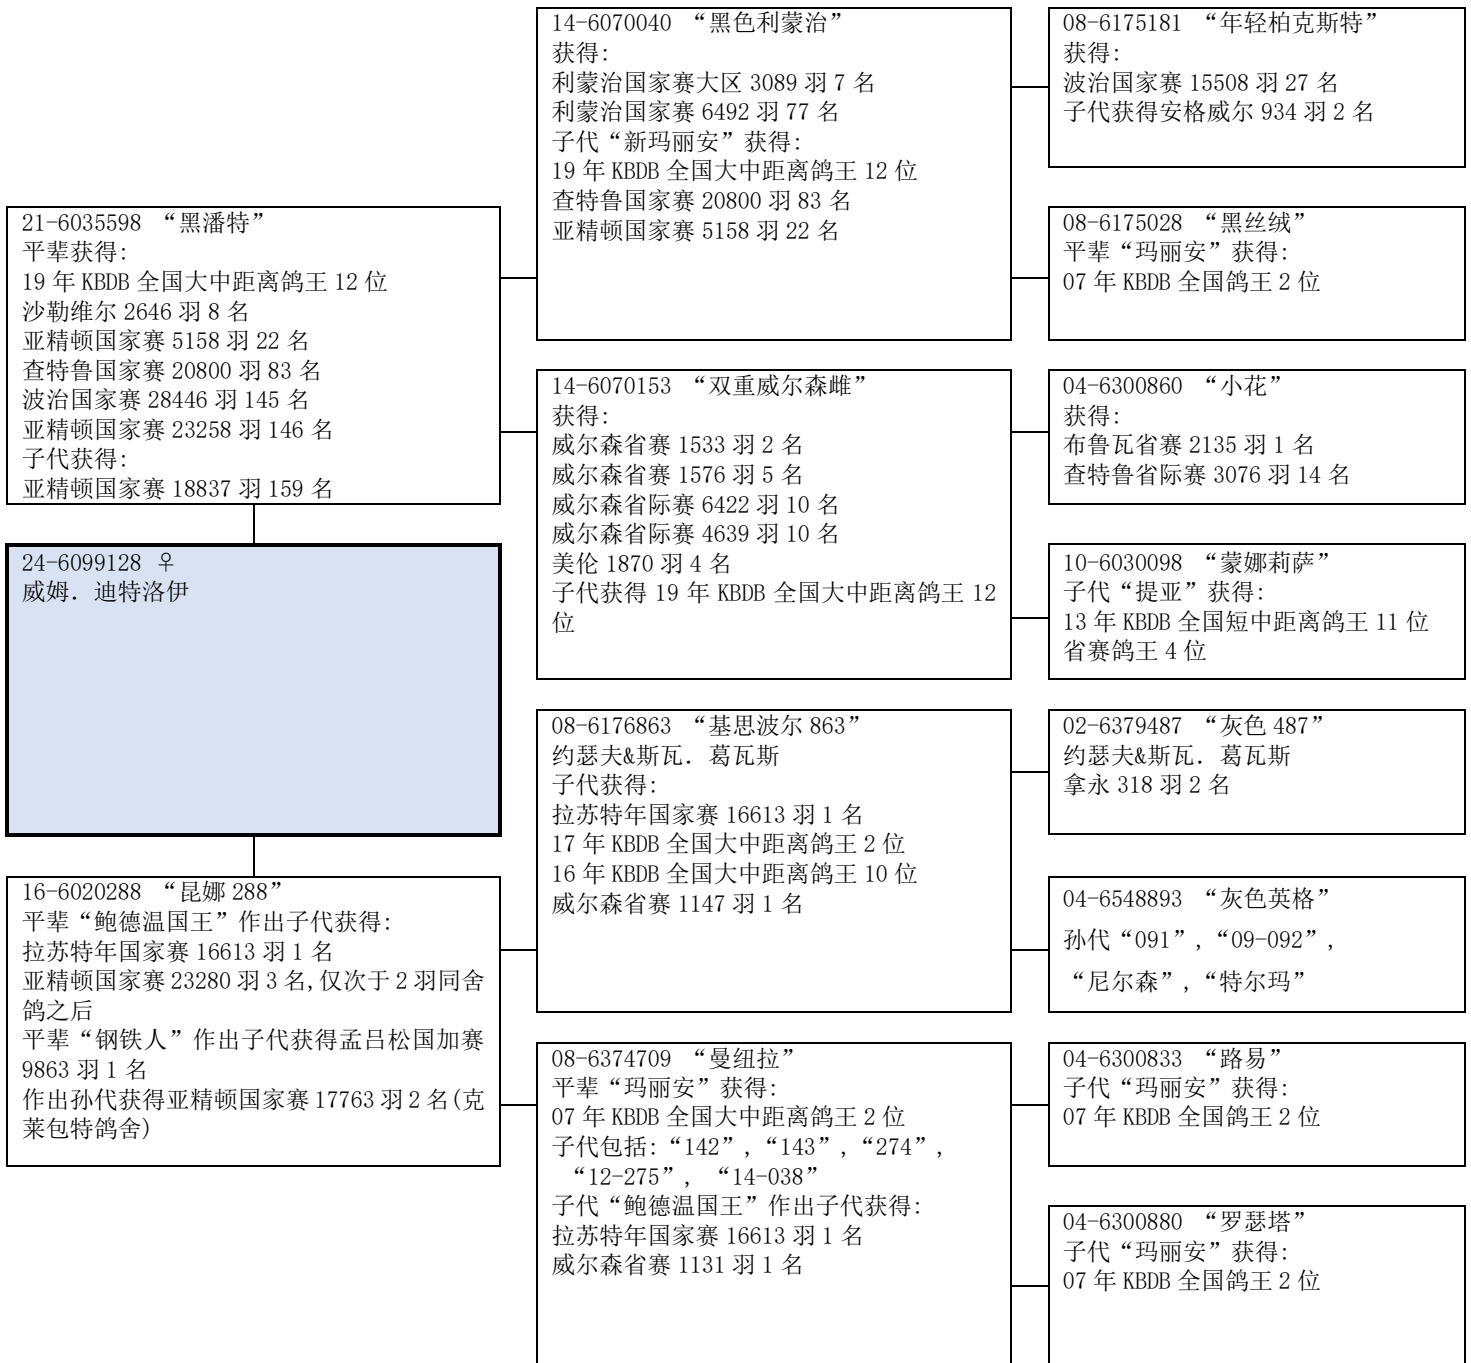 21-6035598 “黑潘特”
平辈获得:
19 年 KBDB 全国大中距离鸽王 12 位
沙勒维尔 2646 羽 8 名
亚精顿国家赛 5158 羽 22 名
查特鲁国家赛 20800 羽 83 名
波治国家赛 28446 羽 145 名
亚精顿国家赛 23258 羽 146 名
子代获得:
亚精顿国家赛 18837 羽 159 名
24-6099128 ♀
威姆. 迪特洛伊
16-6020288 “昆娜 288”
平辈“鲍德温国王”作出子代获得:
拉苏特年国家赛 16613 羽 1 名
亚精顿国家赛 23280 羽 3 名,仅次于 2 羽同舍
鸽之后
平辈“钢铁人”作出子代获得孟吕松国加赛
9863 羽 1 名
作出孙代获得亚精顿国家赛 17763 羽 2 名(克
莱包特鸽舍)
14-6070040 “黑色利蒙治”
获得:
利蒙治国家赛大区 3089 羽 7 名
利蒙治国家赛 6492 羽 77 名
子代“新玛丽安”获得:
19 年 KBDB 全国大中距离鸽王 12 位
查特鲁国家赛 20800 羽 83 名
亚精顿国家赛 5158 羽 22 名
14-6070153 “双重威尔森雌”
获得:
威尔森省赛 1533 羽 2 名
威尔森省赛 1576 羽 5 名
威尔森省际赛 6422 羽 10 名
威尔森省际赛 4639 羽 10 名
美伦 1870 羽 4 名
子代获得 19 年 KBDB 全国大中距离鸽王 12
位
08-6176863 “基思波尔 863”
约瑟夫&斯瓦. 葛瓦斯
子代获得:
拉苏特年国家赛 16613 羽 1 名
17 年 KBDB 全国大中距离鸽王 2 位
16 年 KBDB 全国大中距离鸽王 10 位
威尔森省赛 1147 羽 1 名
08-6374709 “曼纽拉”
平辈“玛丽安”获得:
07 年 KBDB 全国大中距离鸽王 2 位
子代包括:“142”,“143”,“274”,
“12-275”, “14-038”
子代“鲍德温国王”作出子代获得:
拉苏特年国家赛 16613 羽 1 名
威尔森省赛 1131 羽 1 名
08-6175181 “年轻柏克斯特”
获得:
波治国家赛 15508 羽 27 名
子代获得安格威尔 934 羽 2 名
08-6175028 “黑丝绒”
平辈“玛丽安”获得:
07 年 KBDB 全国鸽王 2 位
04-6300860 “小花”
获得:
布鲁瓦省赛 2135 羽 1 名
查特鲁省际赛 3076 羽 14 名
10-6030098 “蒙娜莉萨”
子代“提亚”获得:
13 年 KBDB 全国短中距离鸽王 11 位
省赛鸽王 4 位
02-6379487 “灰色 487”
约瑟夫&斯瓦. 葛瓦斯
拿永 318 羽 2 名
04-6548893 “灰色英格”
孙代“091”,“09-092”,
“尼尔森”,“特尔玛”
04-6300833 “路易”
子代“玛丽安”获得:
07 年 KBDB 全国鸽王 2 位
04-6300880 “罗瑟塔”
子代“玛丽安”获得:
07 年 KBDB 全国鸽王 2 位